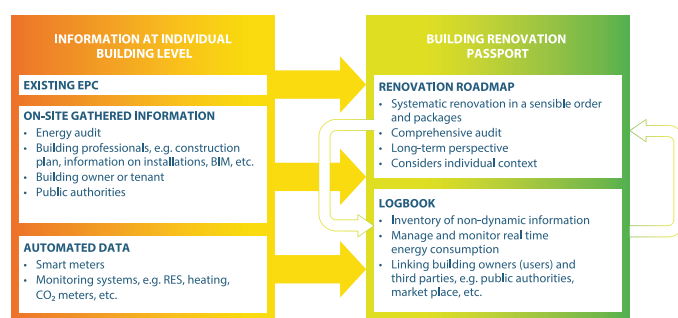 INFORMATION AT INDIVIDUAL
BUILDING LEVEL
EXISTING EPC
ON-SITE GATHERED INFORMATION
• Energy audit
• Building professionals, e.g. construction
plan, information on installations, BIM, etc.
• Building owner or tenant
• Public authorities
AUTOMATED DATA
• Smart meters
• Monitoring systems, e.g. RES, heating,
CO₂ meters, etc.
BUILDING RENOVATION
PASSPORT
RENOVATION ROADMAP
• Systematic renovation in a sensible order
and packages
• Comprehensive audit
• Long-term perspective
• Considers individual context
LOGBOOK
• Inventory of non-dynamic information
• Manage and monitor real time
energy consumption
• Linking building owners (users) and
third parties, e.g. public authorities,
market place, etc.